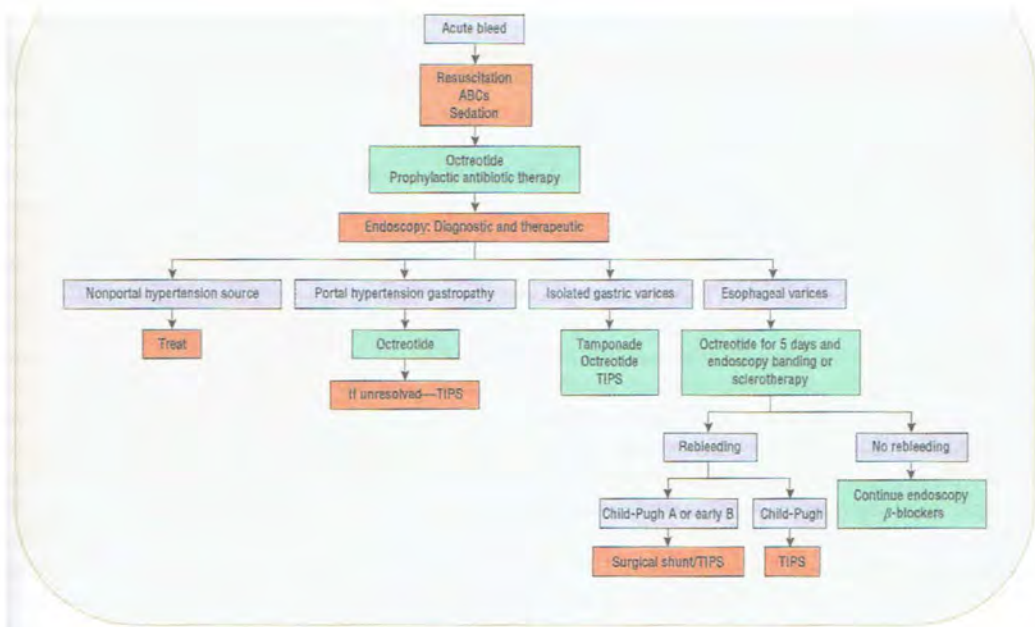 Acute bleed
Resuscitation
ABCs
Sedation
Octreotide
Prophylactic antibiotic therapy
Endoscopy: Diagnostic and therapeutic
Nonportal hypertension source
Portal hypertension gastropathy
Isolated gastric varices
Esophageal varices
Treat
Octreotide
Tamponade
Octreotide
TIPS
Octreotide for 5 days and
endoscopy banding or
sclerotherapy
If unresolved—TIPS
Rebleeding
No rebleeding
Child-Pugh A or early B
Child-Pugh
Continue endoscopy
β-blockers
Surgical shunt/TIPS
TIPS